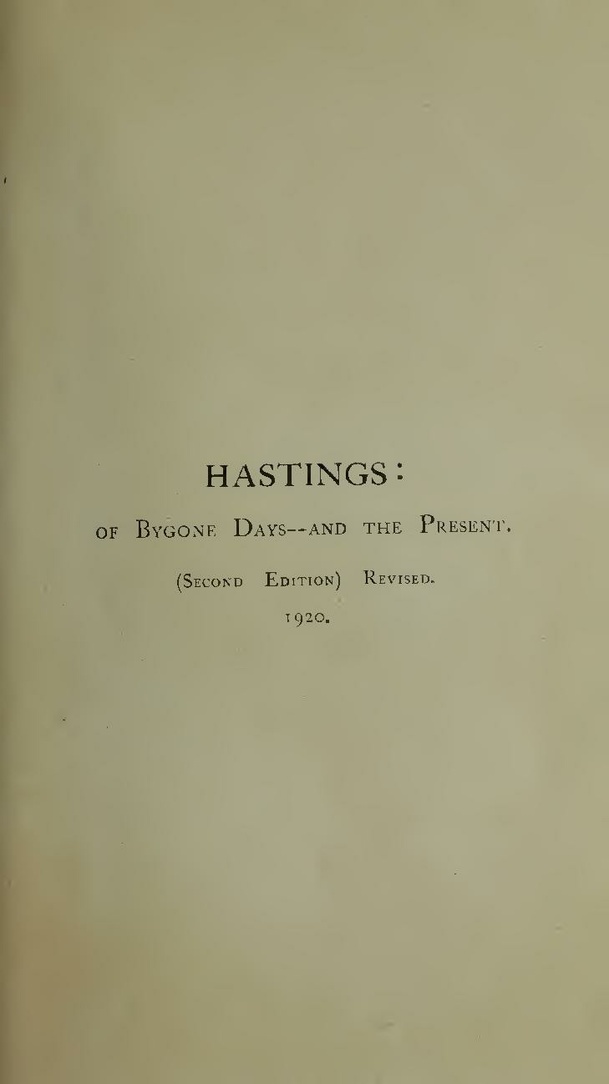 HASTINGS:
OF BYGONE DAYS--AND THE PRESENT.
(SECOND EDITION) REVISED.
1920.